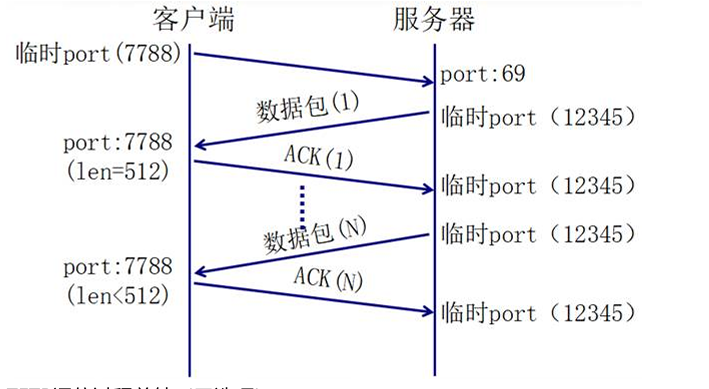 客户端
服务器
临时port(7788)
port:69
数据包(1)
临时port（12345）
port:7788
(len=512)
ACK(1)
临时port（12345）
数据包(N)
临时port（12345）
port:7788
(len<512)
ACK(N)
临时port（12345）